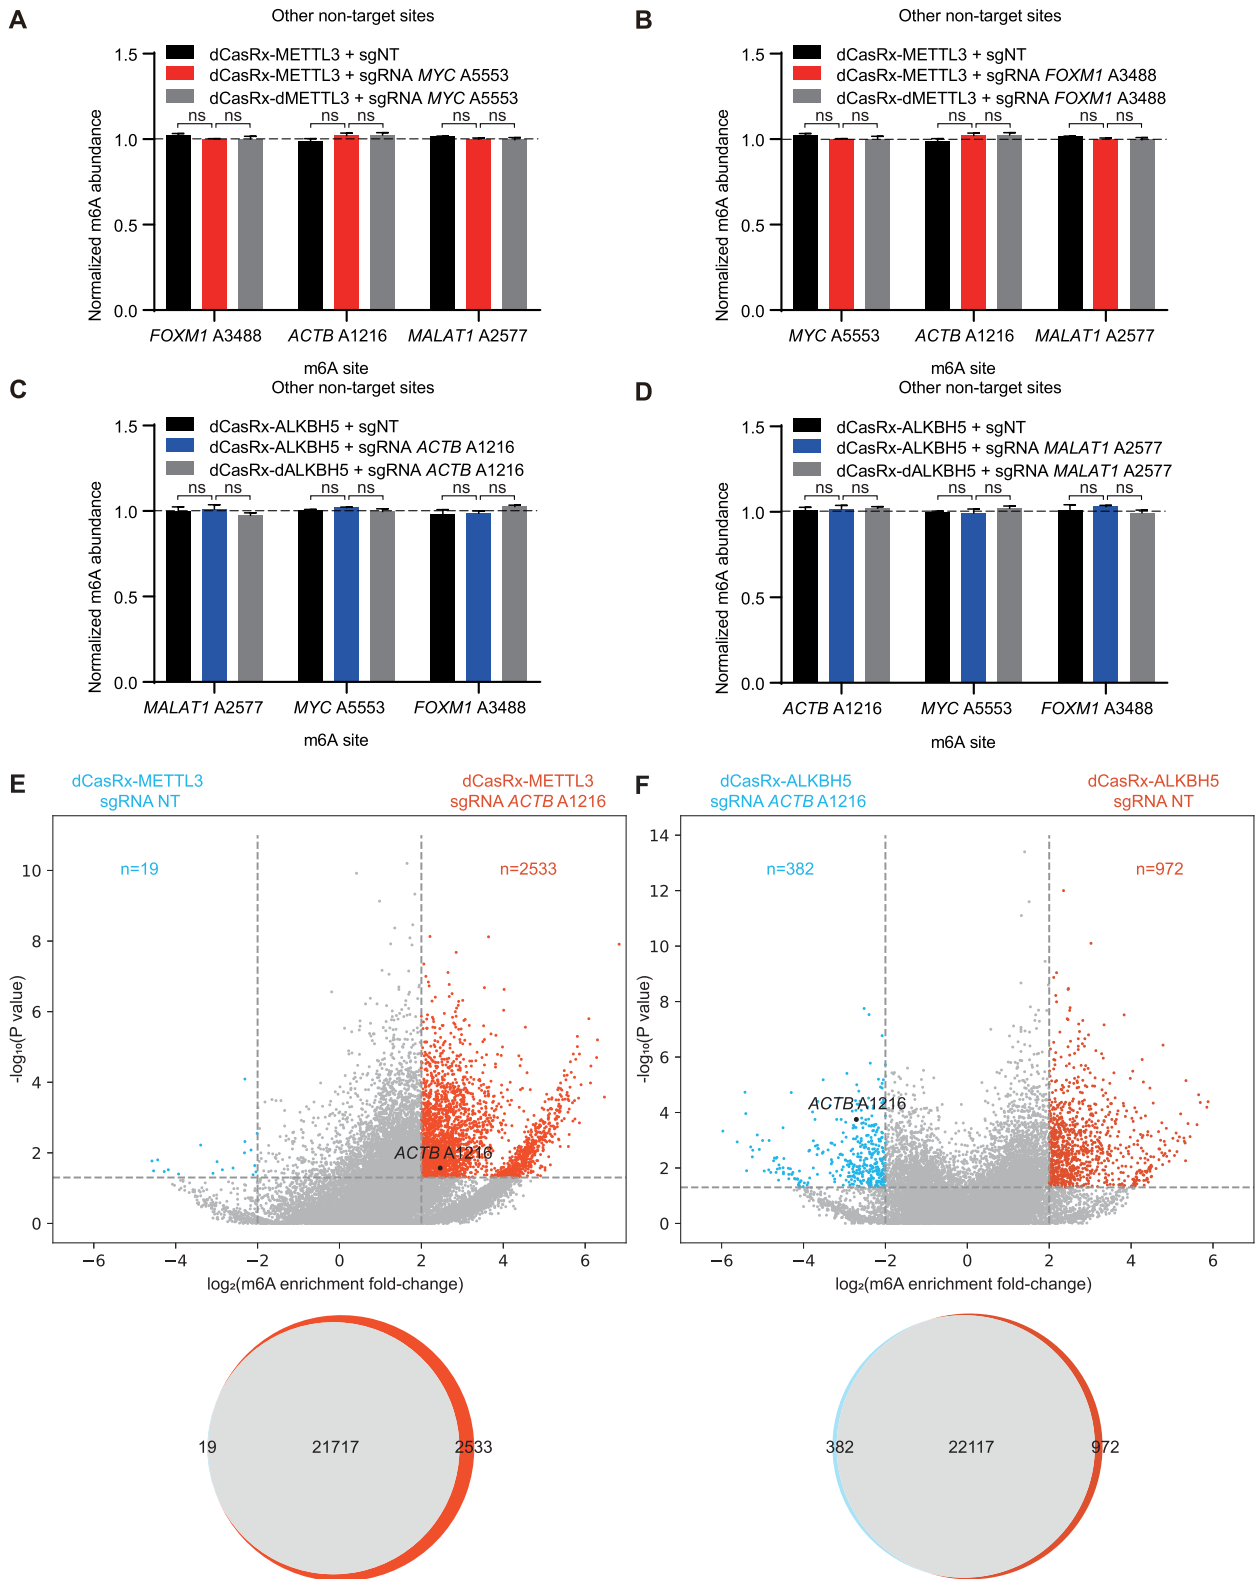 A
Other non-target sites
dCasRx-METTL3 + sgNT
dCasRx-METTL3 + sgRNA MYC A5553
dCasRx-dMETTL3 + sgRNA MYC A5553
ns ns ns ns ns ns
Normalized m6A abundance
1.5
1.0
0.5
0.0
FOXM1 A3488 ACTB A1216 MALAT1 A2577
m6A site
B
Other non-target sites
dCasRx-METTL3 + sgNT
dCasRx-METTL3 + sgRNA FOXM1 A3488
dCasRx-dMETTL3 + sgRNA FOXM1 A3488
ns ns ns ns ns ns
Normalized m6A abundance
1.5
1.0
0.5
0.0
MYC A5553 ACTB A1216 MALAT1 A2577
m6A site
C
Other non-target sites
dCasRx-ALKBH5 + sgNT
dCasRx-ALKBH5 + sgRNA ACTB A1216
dCasRx-dALKBH5 + sgRNA ACTB A1216
ns ns ns ns ns ns
Normalized m6A abundance
1.5
1.0
0.5
0.0
MALAT1 A2577 MYC A5553 FOXM1 A3488
m6A site
D
Other non-target sites
dCasRx-ALKBH5 + sgNT
dCasRx-ALKBH5 + sgRNA MALAT1 A2577
dCasRx-dALKBH5 + sgRNA MALAT1 A2577
ns ns ns ns ns ns
Normalized m6A abundance
1.5
1.0
0.5
0.0
ACTB A1216 MYC A5553 FOXM1 A3488
m6A site
E
dCasRx-METTL3
sgRNA NT
dCasRx-METTL3
sgRNA ACTB A1216
n=19
n=2533
-log₁₀(P value)
10
8
6
4
2
0
ACTB A1216
−6 −4 −2 0 2 4 6
log₂(m6A enrichment fold-change)
19 21717 2533
F
dCasRx-ALKBH5
sgRNA ACTB A1216
dCasRx-ALKBH5
sgRNA NT
n=382
n=972
-log₁₀(P value)
14
12
10
8
6
4
2
0
ACTB A1216
−6 −4 −2 0 2 4 6
log₂(m6A enrichment fold-change)
382 22117 972